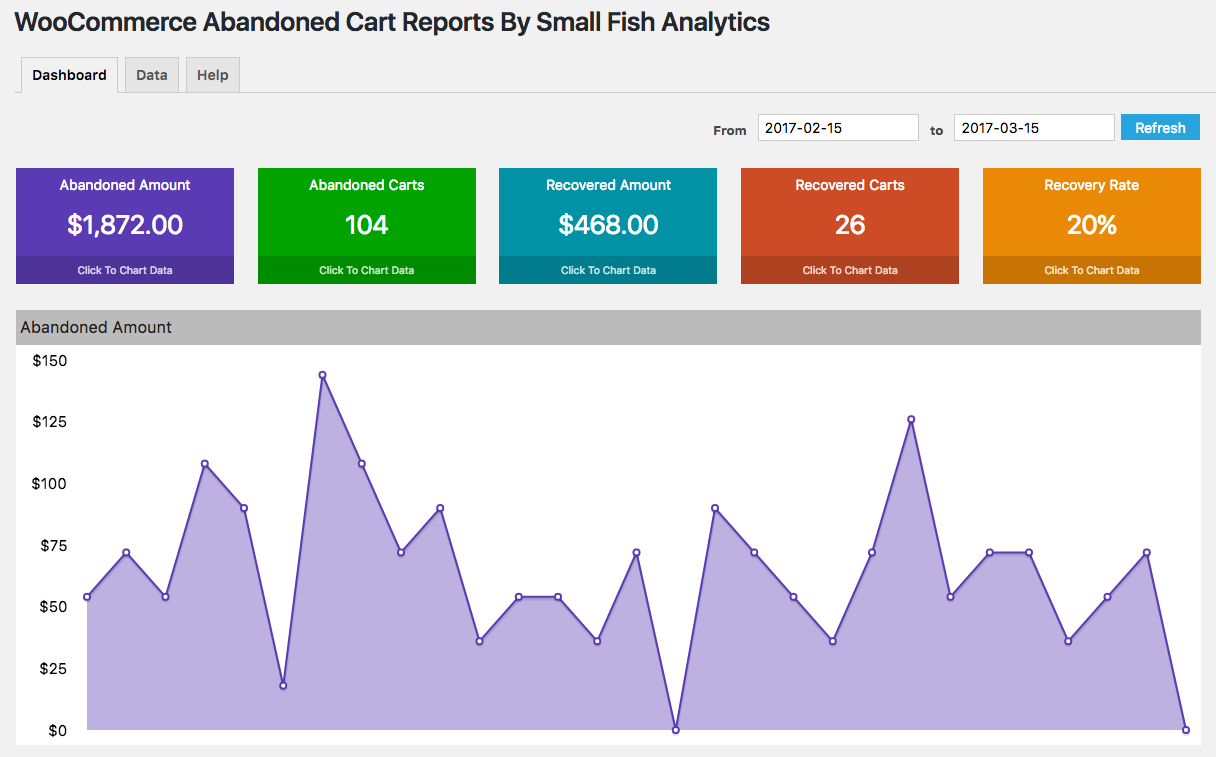 WooCommerce Abandoned Cart Reports By Small Fish Analytics
Dashboard Data Help
From 2017-02-15 to 2017-03-15 Refresh
Abandoned Amount
$1,872.00
Click To Chart Data
Abandoned Carts
104
Click To Chart Data
Recovered Amount
$468.00
Click To Chart Data
Recovered Carts
26
Click To Chart Data
Recovery Rate
20%
Click To Chart Data
Abandoned Amount
$150
$125
$100
$75
$50
$25
$0